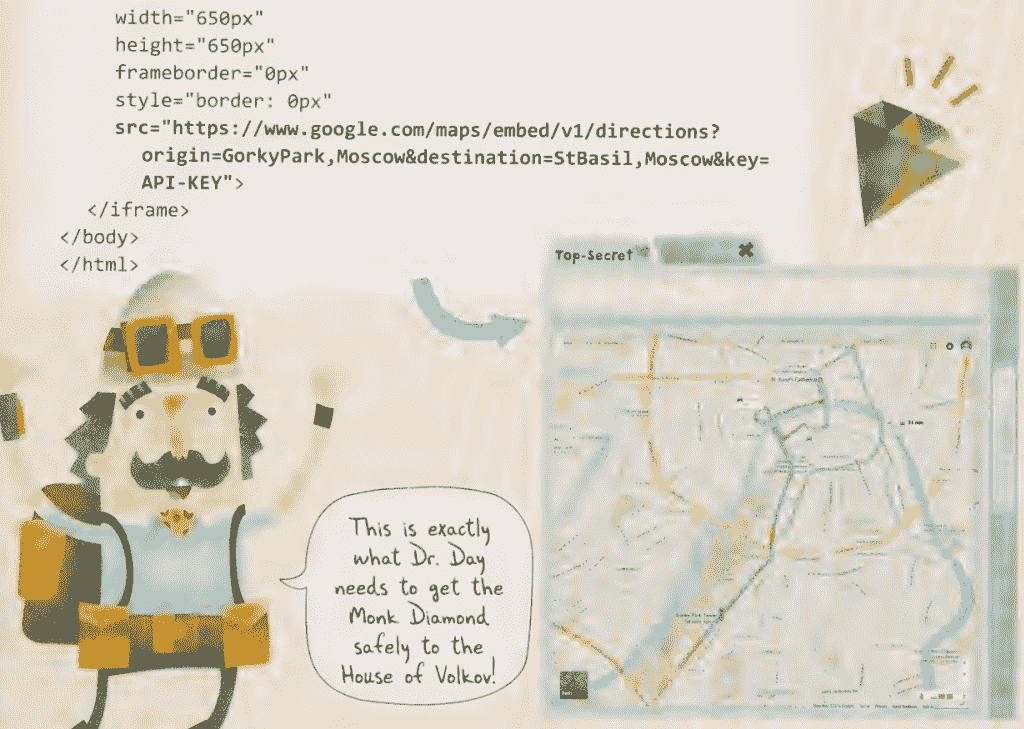 width="650px"
height="650px"
frameborder="0px"
style="border: 0px"
src="https://www.google.com/maps/embed/v1/directions?
origin=GorkyPark,Moscow&destination=StBasil,Moscow&key=
API-KEY">
</iframe>
</body>
</html>
Top-Secret
This is exactly
what Dr. Day
needs to get the
Monk Diamond
safely to the
House of Volkov!